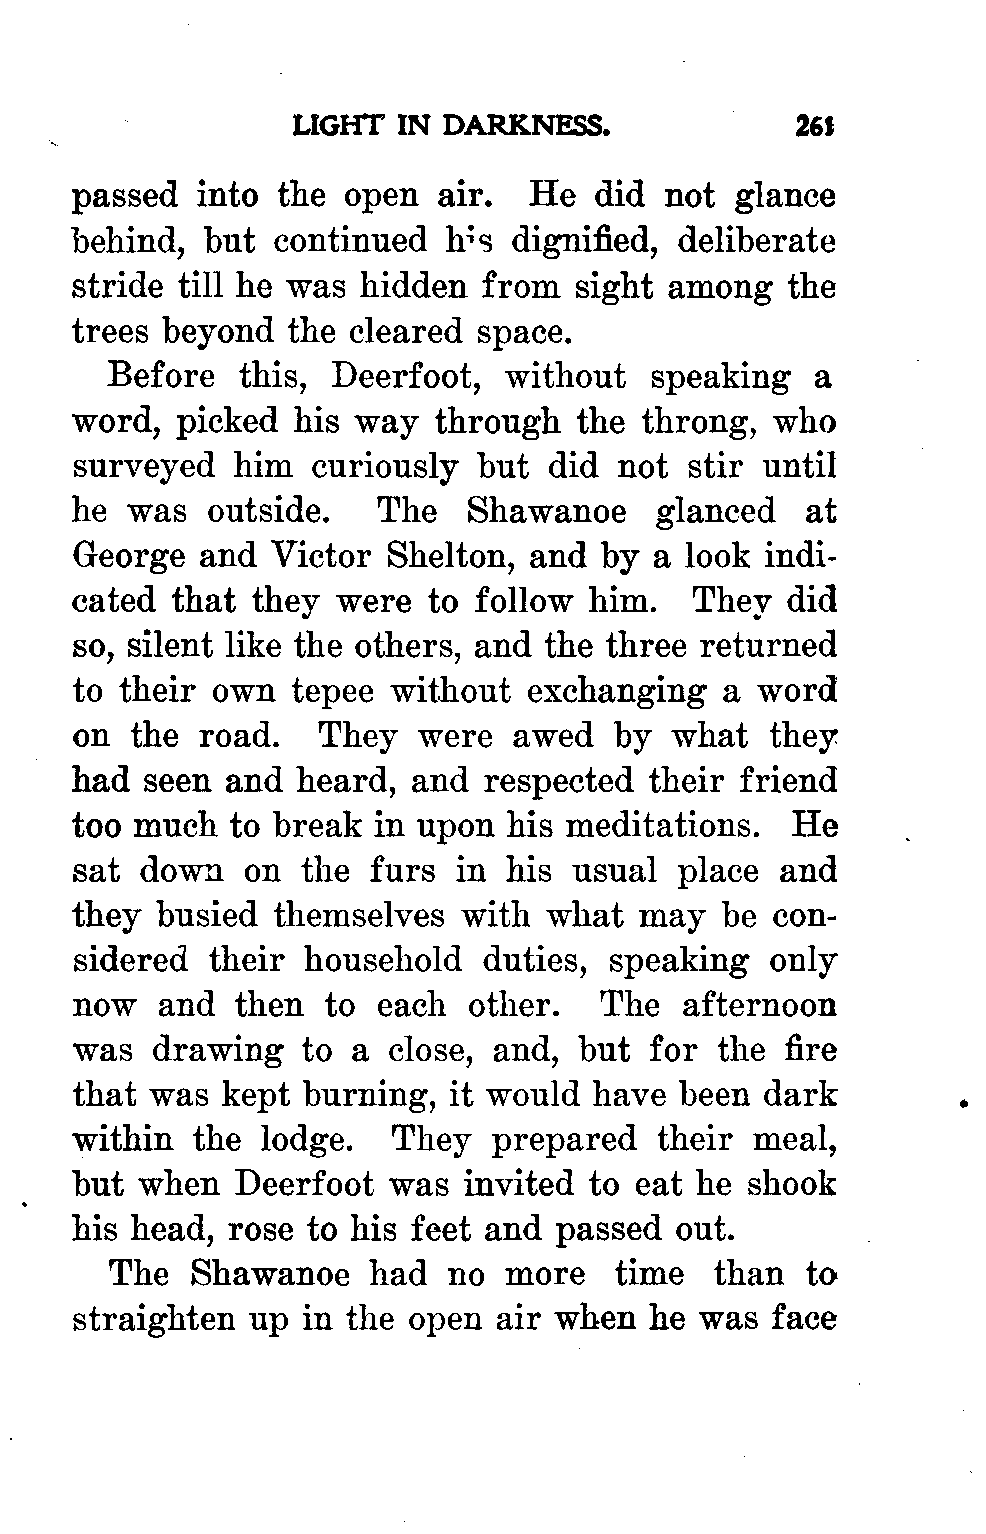 LIGHT IN DARKNESS. 261
passed into the open air. He did not glance
behind, but continued his dignified, deliberate
stride till he was hidden from sight among the
trees beyond the cleared space.
Before this, Deerfoot, without speaking a
word, picked his way through the throng, who
surveyed him curiously but did not stir until
he was outside. The Shawanoe glanced at
George and Victor Shelton, and by a look indi-
cated that they were to follow him. They did
so, silent like the others, and the three returned
to their own tepee without exchanging a word
on the road. They were awed by what they
had seen and heard, and respected their friend
too much to break in upon his meditations. He
sat down on the furs in his usual place and
they busied themselves with what may be con-
sidered their household duties, speaking only
now and then to each other. The afternoon
was drawing to a close, and, but for the fire
that was kept burning, it would have been dark
within the lodge. They prepared their meal,
but when Deerfoot was invited to eat he shook
his head, rose to his feet and passed out.
The Shawanoe had no more time than to
straighten up in the open air when he was face